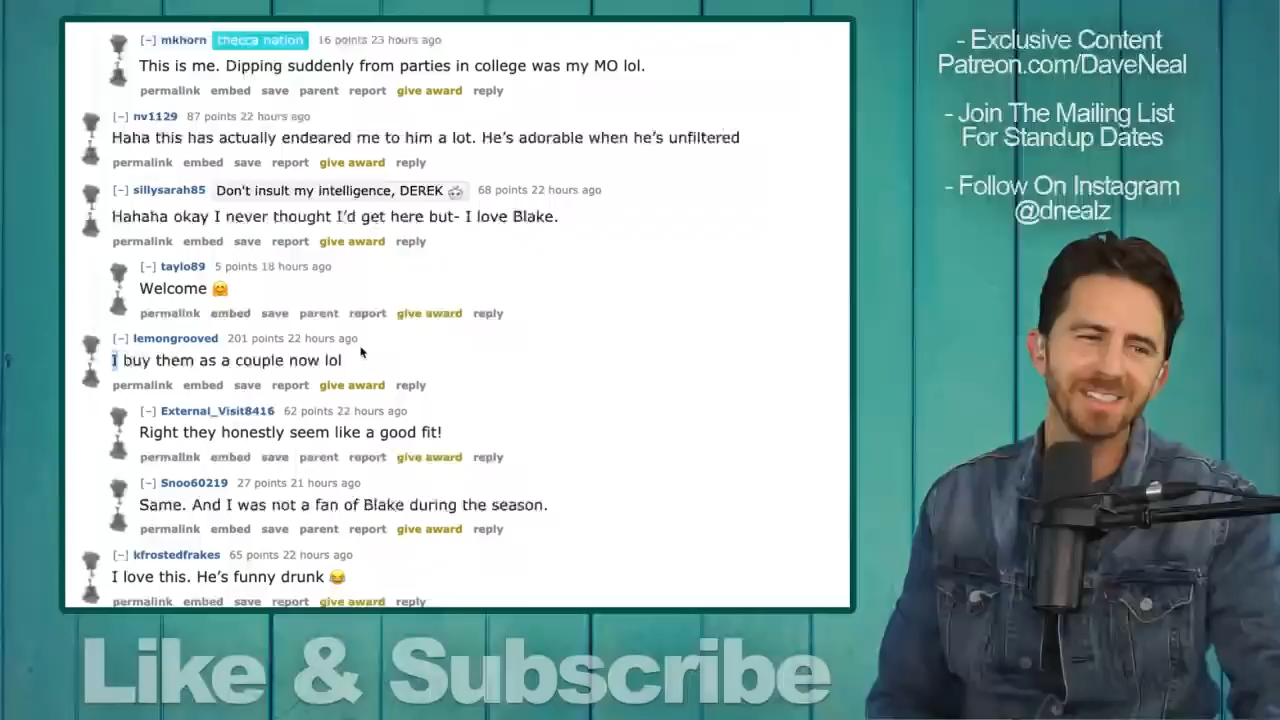 [–] mkhorn thecca nation 16 points 23 hours ago
This is me. Dipping suddenly from parties in college was my MO lol.
permalink embed save parent report give award reply
[–] nv1129 87 points 22 hours ago
Haha this has actually endeared me to him a lot. He's adorable when he's unfiltered
permalink embed save report give award reply
[–] sillysarah85 Don't insult my intelligence, DEREK 68 points 22 hours ago
Hahaha okay I never thought I'd get here but- I love Blake.
permalink embed save report give award reply
[–] taylo89 5 points 18 hours ago
Welcome 🤗
permalink embed save parent report give award reply
[–] lemongrooved 201 points 22 hours ago
I buy them as a couple now lol
permalink embed save report give award reply
[–] External_Visit8416 62 points 22 hours ago
Right they honestly seem like a good fit!
permalink embed save parent report give award reply
[–] Snoo60219 27 points 21 hours ago
Same. And I was not a fan of Blake during the season.
permalink embed save parent report give award reply
[–] kfrostedfrakes 65 points 22 hours ago
I love this. He's funny drunk 😂
permalink embed save report give award reply
- Exclusive Content
Patreon.com/DaveNeal
- Join The Mailing List
For Standup Dates
- Follow On Instagram
@dnealz
Like & Subscribe